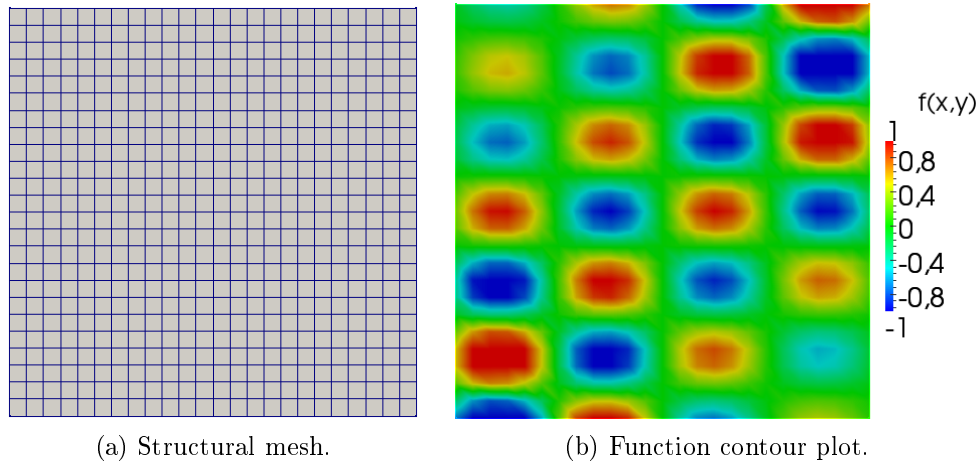 f(x,y)
1
0,8
0,4
0
-0,4
-0,8
-1
(a) Structural mesh.
(b) Function contour plot.